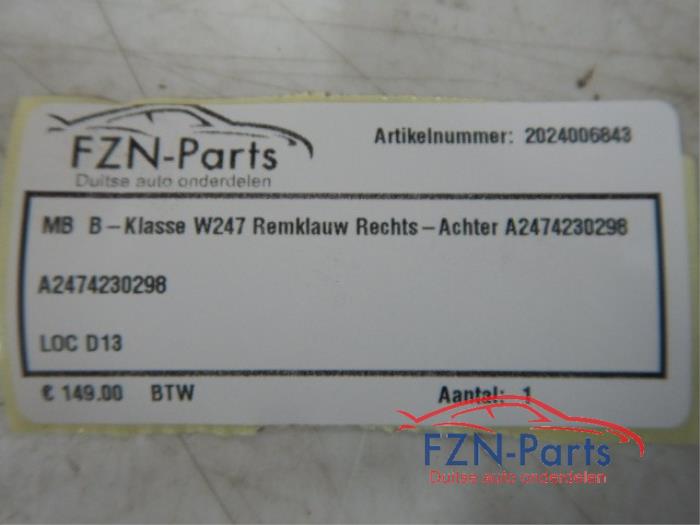 FZN-Parts
Duitse auto onderdelen
Artikelnummer: 2024006843
MB B-Klasse W247 Remklauw Rechts-Achter A2474230298
A2474230298
LOC D13
€ 149.00 BTW
Aantal: 1
FZN-Parts
Duitse auto onderdelen